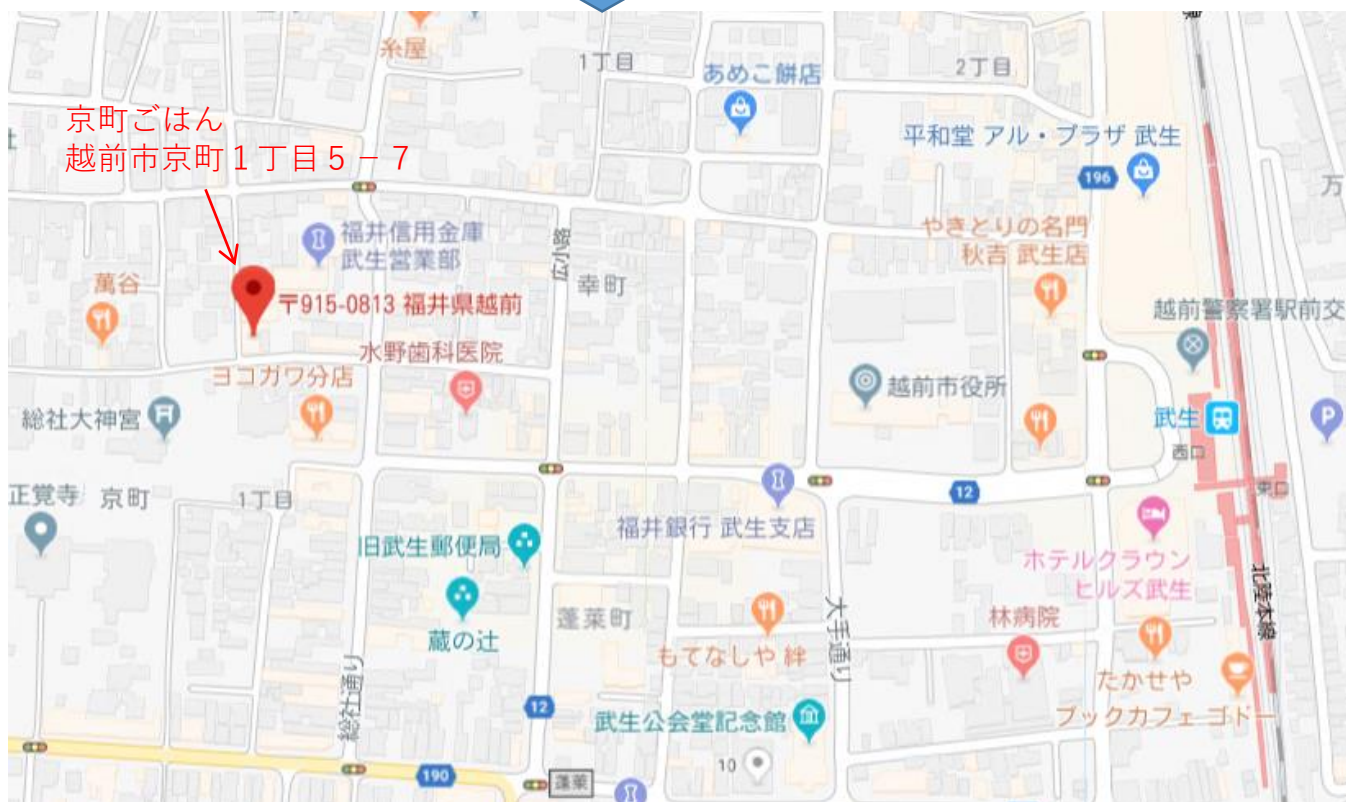 糸屋
1丁目
あめこ餅店
2丁目
京町ごはん
越前市京町１丁目５－７
平和堂 アル・プラザ 武生
196
万
福井信用金庫
武生営業部
広小路
やきとりの名門
秋吉 武生店
萬谷
幸町
〒915-0813 福井県越前
越前警察署駅前交
水野歯科医院
ヨコガワ分店
越前市役所
総社大神宮
武生
P
西口
正覚寺
京町
1丁目
12
東口
福井銀行 武生支店
旧武生郵便局
ホテルクラウン
ヒルズ武生
北陸本線
蔵の辻
蓬莱町
大手通り
林病院
もてなしや 絆
たかせや
総社通り
12
武生公会堂記念館
ブックカフェ ゴドー
10
190
蓬莱